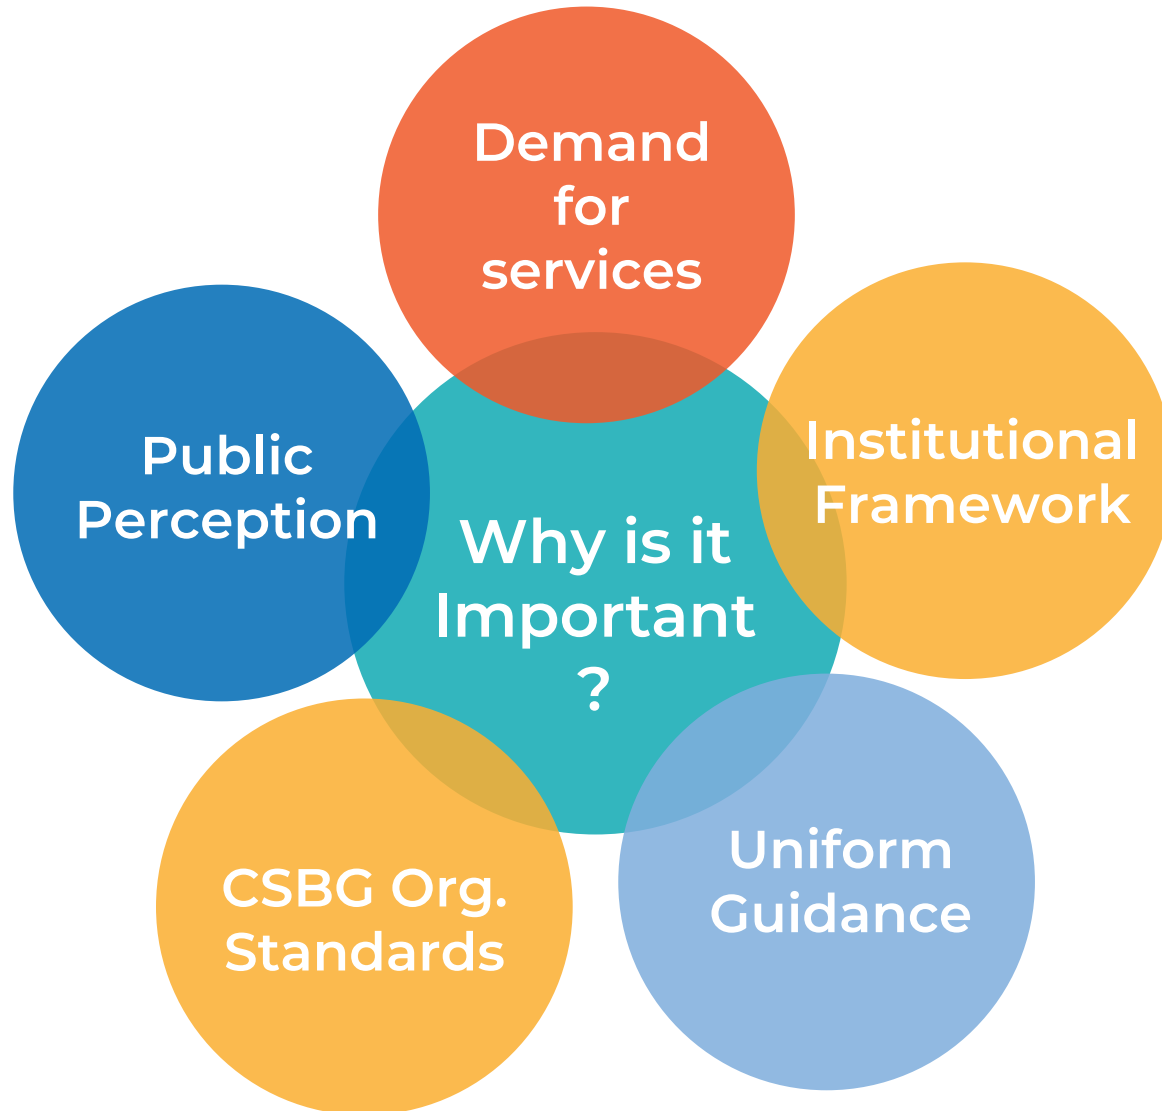 Demand
for
services
Institutional
Framework
Public
Perception
Why is it
Important
?
Uniform
Guidance
CSBG Org.
Standards